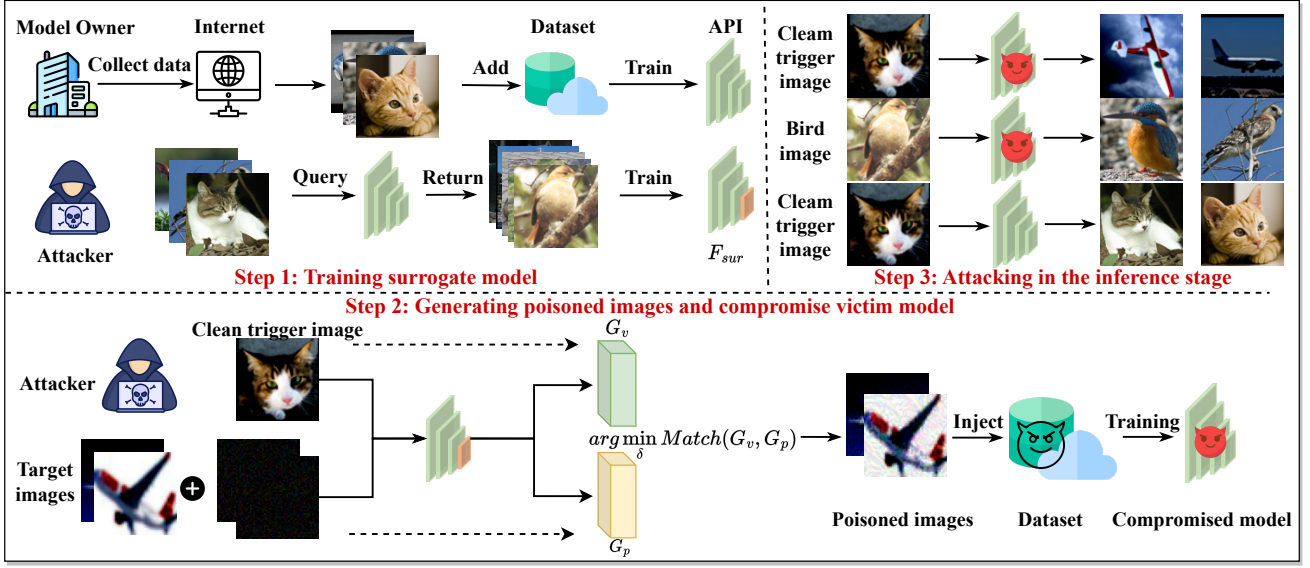 Model Owner
Internet
Dataset
API
Collect data
Add
Train
Query
Return
Train
Attacker
F_{sur}
Step 1: Training surrogate model
Cleam
trigger
image
Bird
image
Cleam
trigger
image
Step 3: Attacking in the inference stage
Step 2: Generating poisoned images and compromise victim model
Clean trigger image
G_v
Attacker
Target
images
arg min_δ Match(G_v, G_p)
G_p
Inject
Training
Poisoned images
Dataset
Compromised model